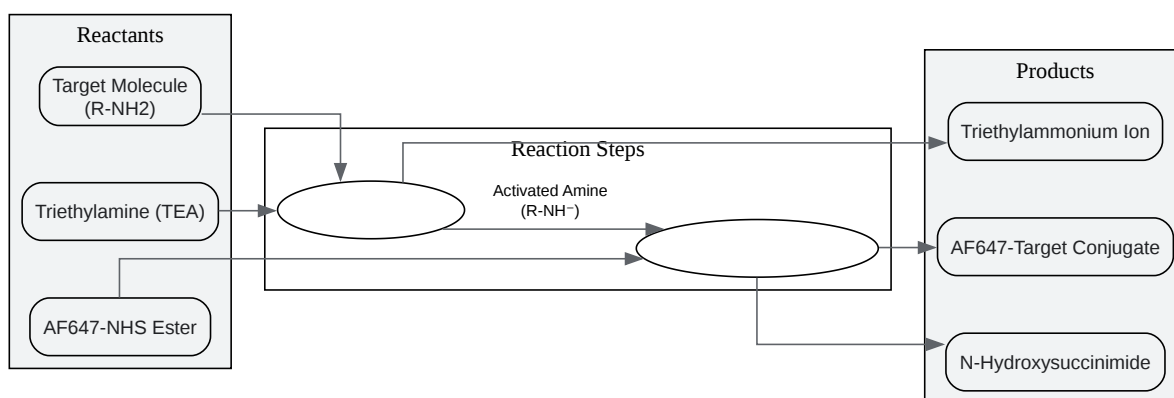 Reactants
Target Molecule
(R-NH2)
Triethylamine (TEA)
AF647-NHS Ester
Reaction Steps
Activated Amine
(R-NH⁻)
Products
Triethylammonium Ion
AF647-Target Conjugate
N-Hydroxysuccinimide